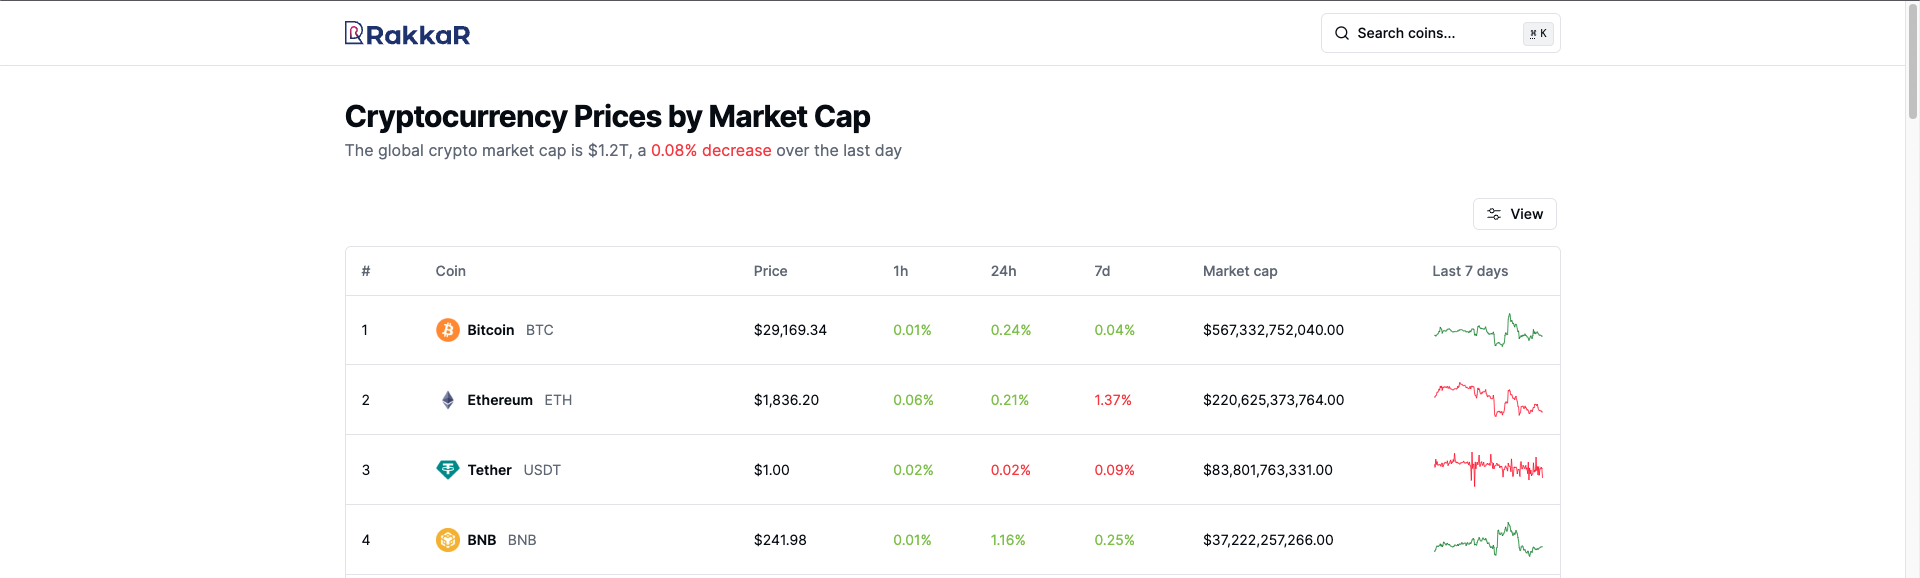 RakkaR
Search coins... ⌘ K
Cryptocurrency Prices by Market Cap
The global crypto market cap is $1.2T, a 0.08% decrease over the last day
View
# Coin Price 1h 24h 7d Market cap Last 7 days
1 Bitcoin BTC $29,169.34 0.01% 0.24% 0.04% $567,332,752,040.00
2 Ethereum ETH $1,836.20 0.06% 0.21% 1.37% $220,625,373,764.00
3 Tether USDT $1.00 0.02% 0.02% 0.09% $83,801,763,331.00
4 BNB BNB $241.98 0.01% 1.16% 0.25% $37,222,257,266.00